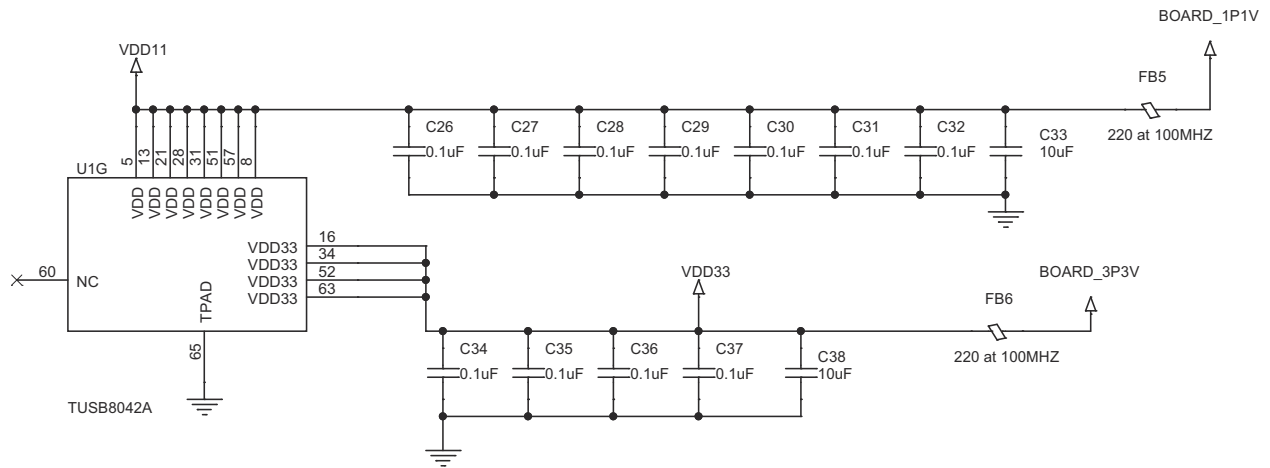 BOARD_1P1V
VDD11
FB5
220 at 100MHZ
C26
0.1uF
C27
0.1uF
C28
0.1uF
C29
0.1uF
C30
0.1uF
C31
0.1uF
C32
0.1uF
C33
10uF
5
13
21
28
31
51
57
8
U1G
VDD
VDD
VDD
VDD
VDD
VDD
VDD
VDD
VDD33
16
VDD33
34
VDD33
52
VDD33
63
60
NC
TPAD
65
TUSB8042A
VDD33
BOARD_3P3V
FB6
220 at 100MHZ
C34
0.1uF
C35
0.1uF
C36
0.1uF
C37
0.1uF
C38
10uF